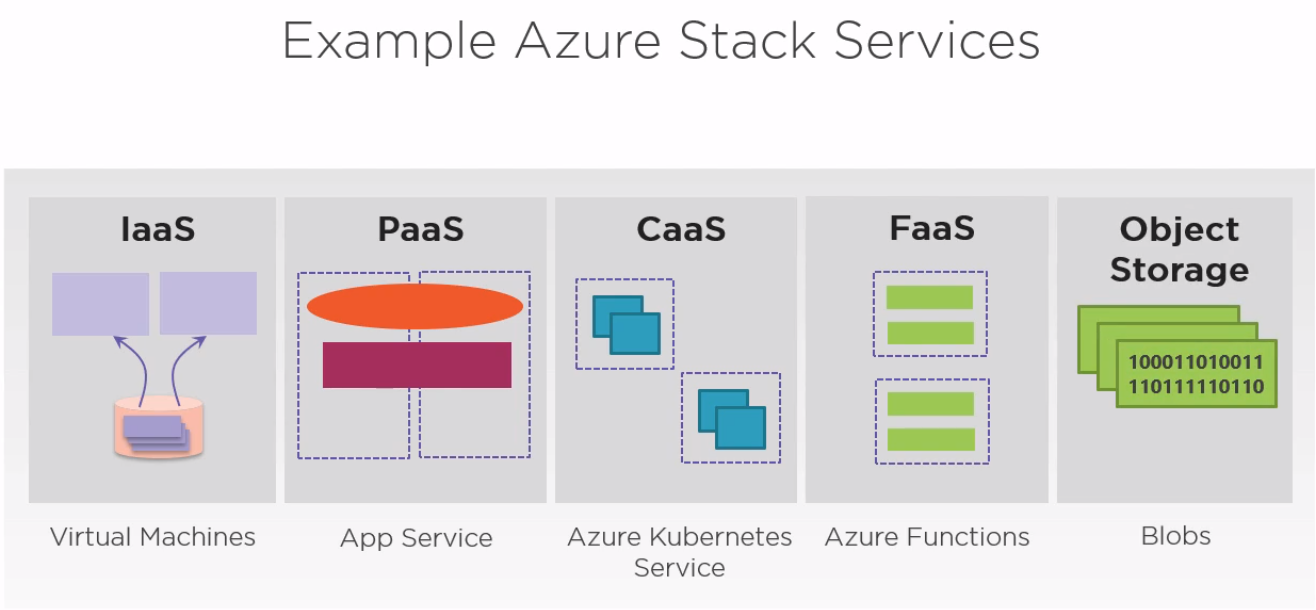 Example Azure Stack Services
IaaS
Virtual Machines
PaaS
App Service
CaaS
Azure Kubernetes
Service
FaaS
Azure Functions
Object
Storage
100011010011
110111110110
Blobs